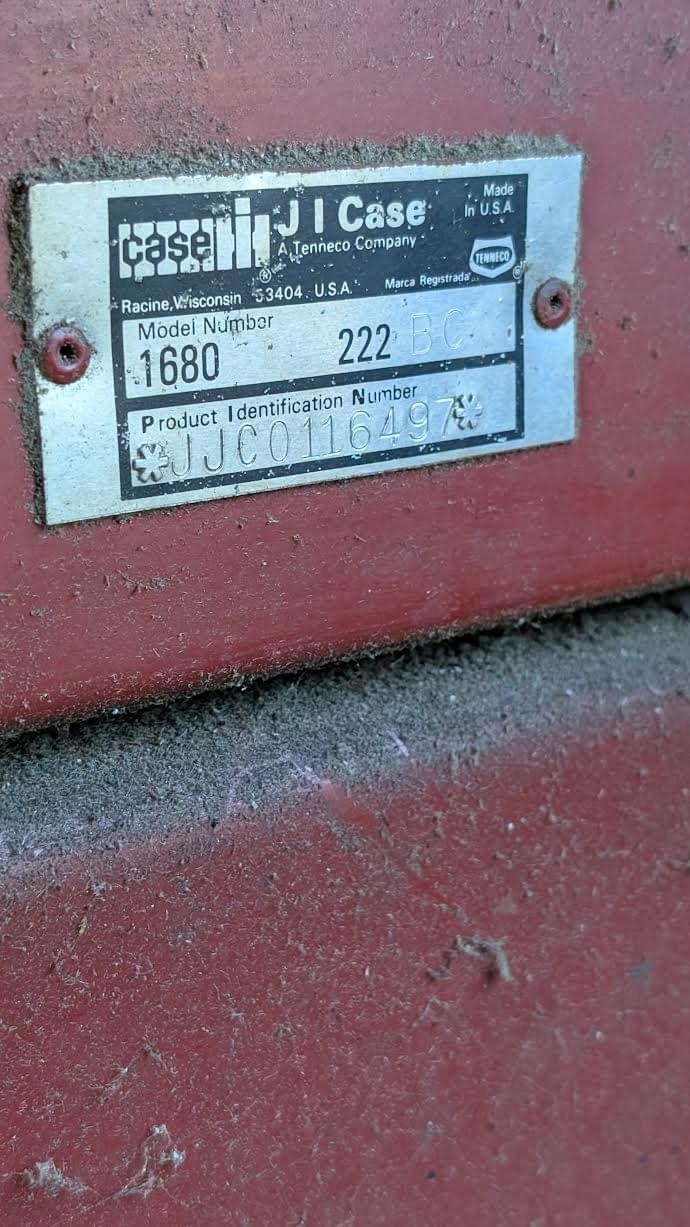 case ih J I Case
Made
In U.S.A.
A Tenneco Company
TENNECO
Racine, Wisconsin 53404 U.S.A. Marca Registrada
Model Number
1680 222 BC
Product Identification Number
*JJC0116497*